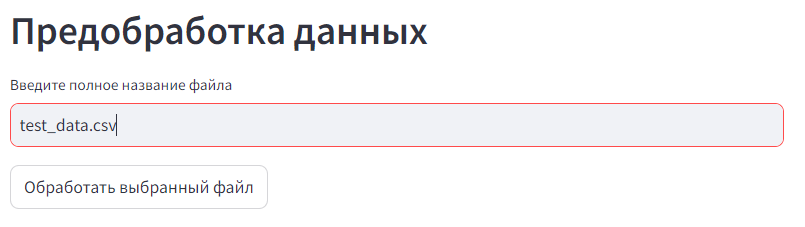 Предобработка данных
Введите полное название файла
test_data.csv
Обработать выбранный файл